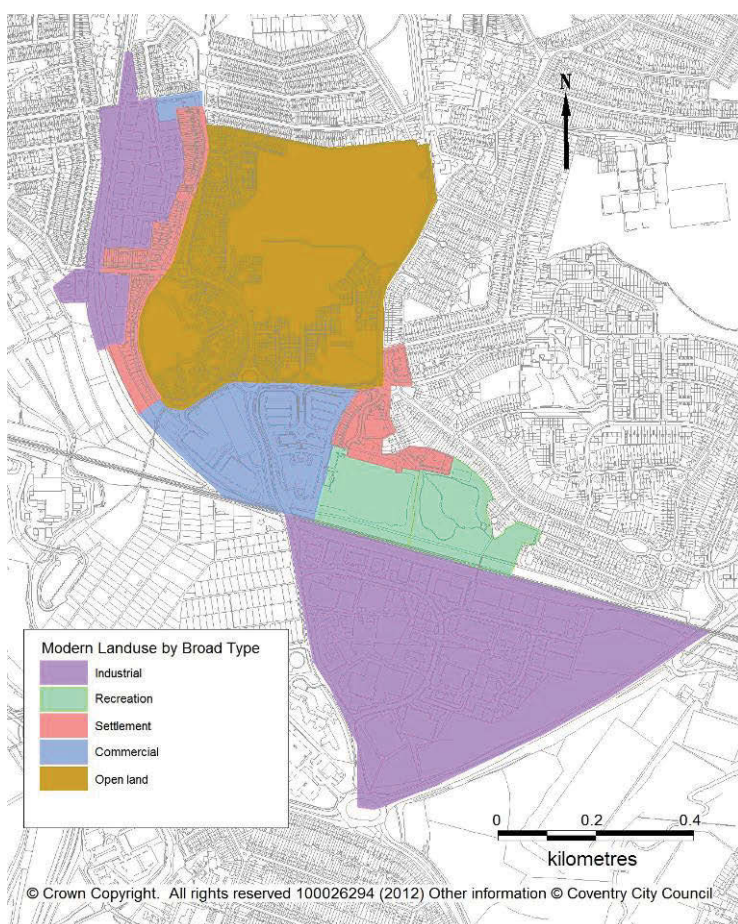 N
Modern Landuse by Broad Type
Industrial
Recreation
Settlement
Commercial
Open land
0 0.2 0.4
kilometres
© Crown Copyright. All rights reserved 100026294 (2012) Other information © Coventry City Council